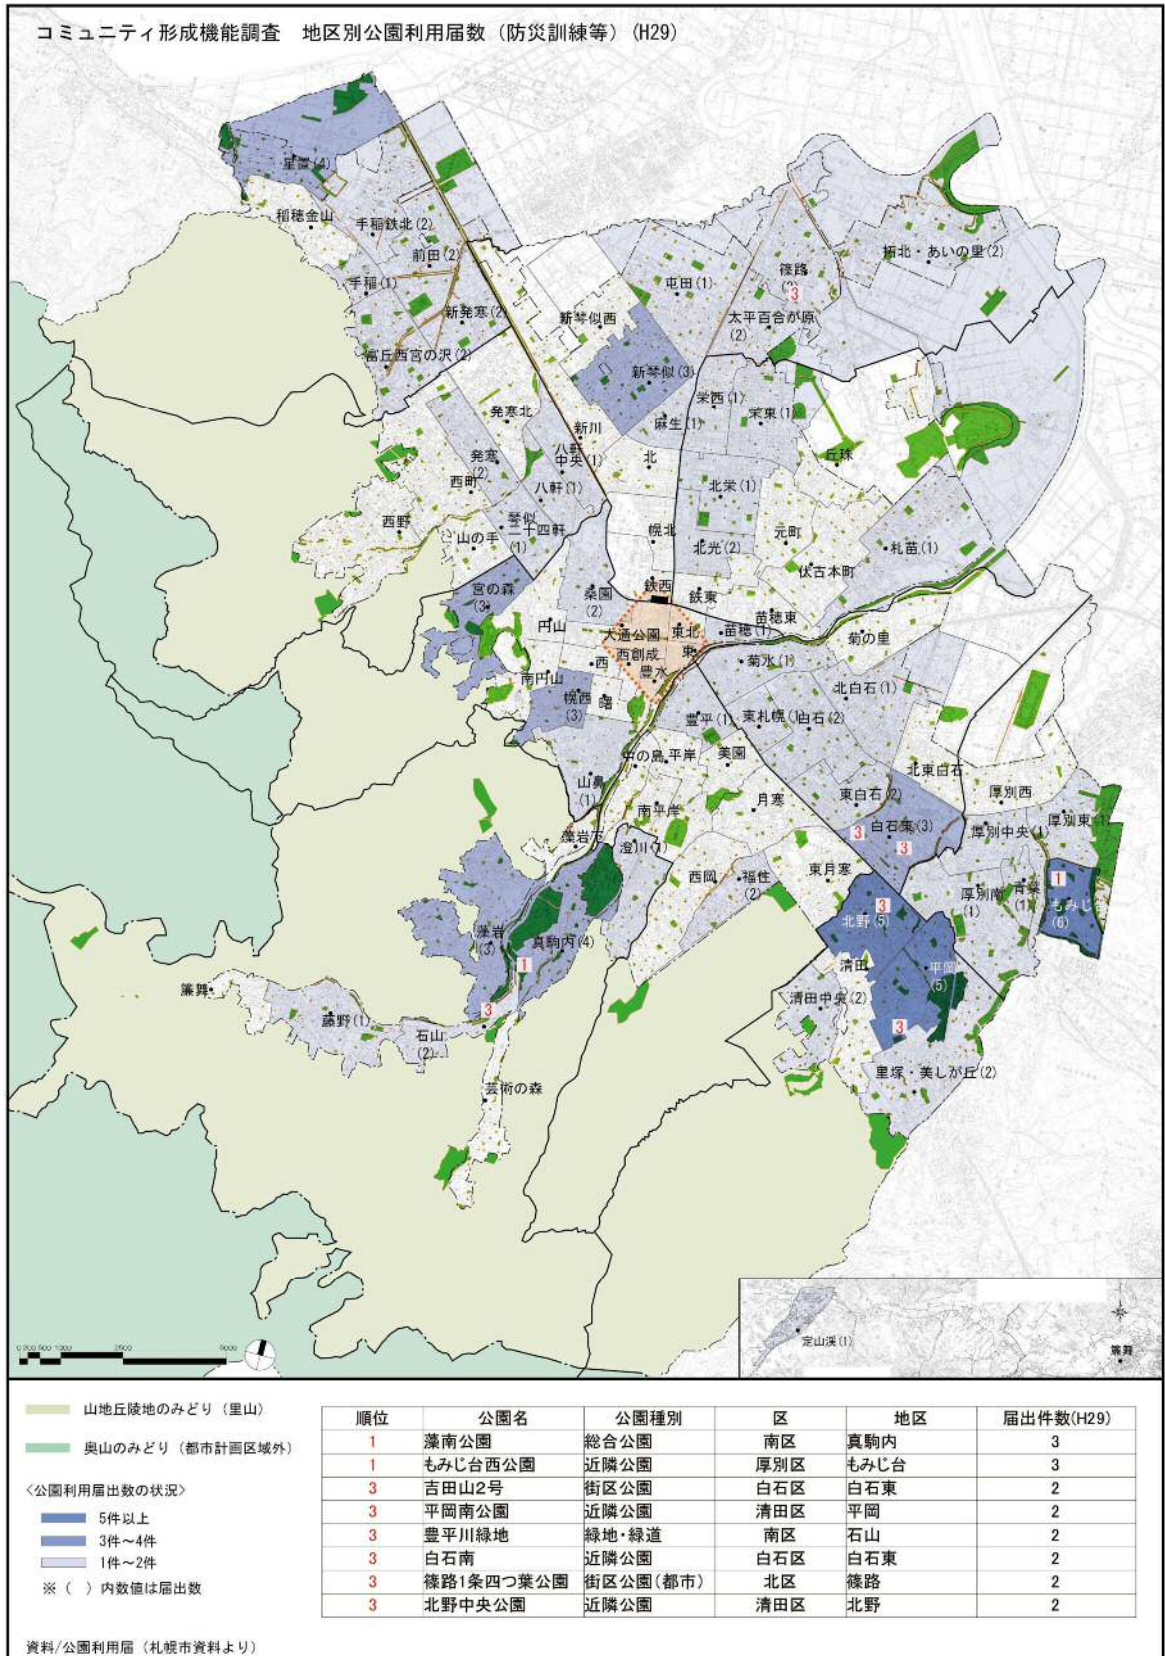 コミュニティ形成機能調査 地区別公園利用届数（防災訓練等）(H29)
星置(4)
稲穂金山
手稲鉄北(2)
前田(2)
手稲(1)
新発寒(2)
富丘西宮の沢(2)
拓北・あいの里(2)
篠路
3
屯田(1)
太平百合が原
(2)
新琴似西
新琴似(3)
栄西(1)
栄東(1)
麻生(1)
発寒北
新川
八軒
中央(1)
北
丘珠
発寒
(2)
西町
八軒(1)
北栄(1)
西野
琴似
二十四軒
(1)
山の手
幌北
北光(2)
元町
札苗(1)
伏古本町
宮の森
(3)
桑園
(2)
鉄西
鉄東
苗穂東
円山
大通公園
東北
苗穂(1)
菊の里
西
西創成
東
菊水(1)
豊水
南円山
幌西
(3)
曙
北白石(1)
豊平(1)
東札幌(1)
白石(2)
中の島
平岸
美園
北東白石
山鼻
(1)
南平岸
月寒
東白石(2)
厚別西
厚別東(1)
白石東(3)
厚別中央(1)
3
3
藻岩下
澄川(1)
西岡
福住
(2)
東月寒
厚別南
(1)
青葉
(1)
1
もみじ
(6)
3
北野(5)
藻岩
(3)
真駒内(4)
1
清田
平岡
(5)
簾舞
3
清田中央(2)
藤野(1)
石山
(2)
3
里塚・美しが丘(2)
芸術の森
定山渓(1)
簾舞
山地丘陵地のみどり（里山）
奥山のみどり（都市計画区域外）
<公園利用届出数の状況>
5件以上
3件～4件
1件～2件
※（ ）内数値は届出数
順位 公園名 公園種別 区 地区 届出件数(H29)
1 藻南公園 総合公園 南区 真駒内 3
1 もみじ台西公園 近隣公園 厚別区 もみじ台 3
3 吉田山2号 街区公園 白石区 白石東 2
3 平岡南公園 近隣公園 清田区 平岡 2
3 豊平川緑地 緑地・緑道 南区 石山 2
3 白石南 近隣公園 白石区 白石東 2
3 篠路1条四つ葉公園 街区公園(都市) 北区 篠路 2
3 北野中央公園 近隣公園 清田区 北野 2
資料/公園利用届（札幌市資料より）